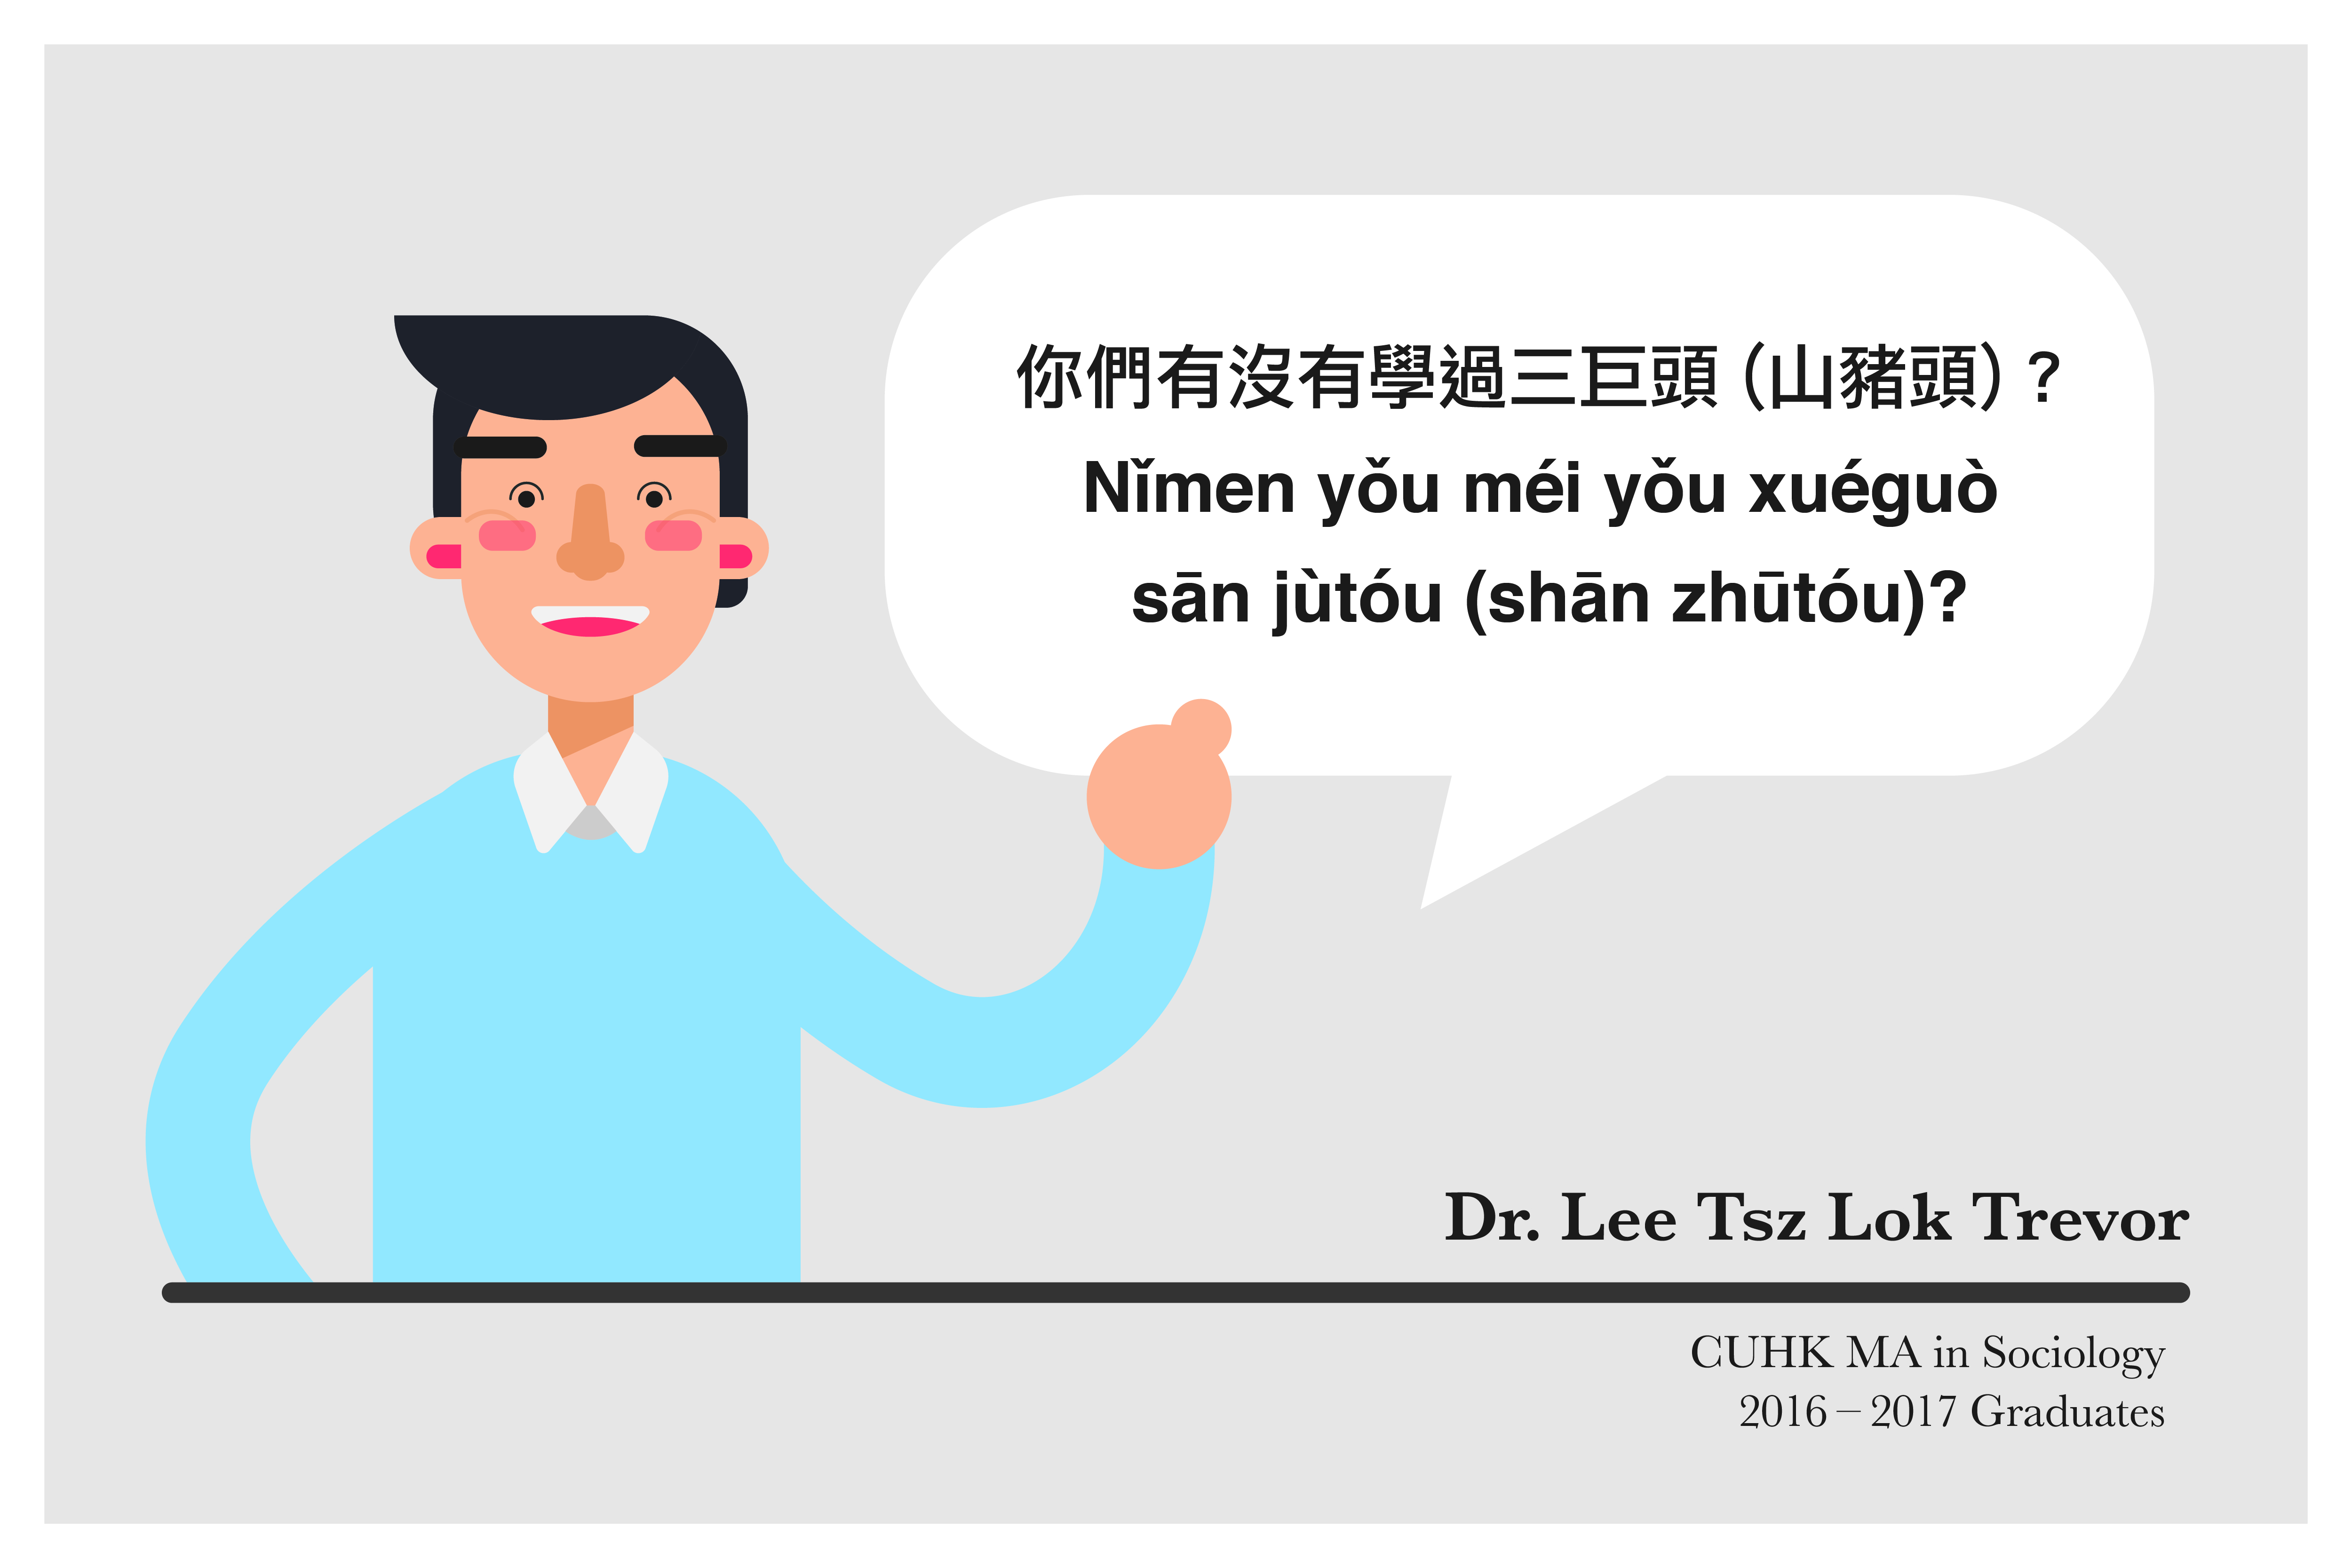 你們有沒有學過三巨頭（山豬頭）？
Nǐmen yǒu méi yǒu xuéguò
sān jùtóu (shān zhūtóu)?
Dr. Lee Tsz Lok Trevor
CUHK MA in Sociology
2016 – 2017 Graduates